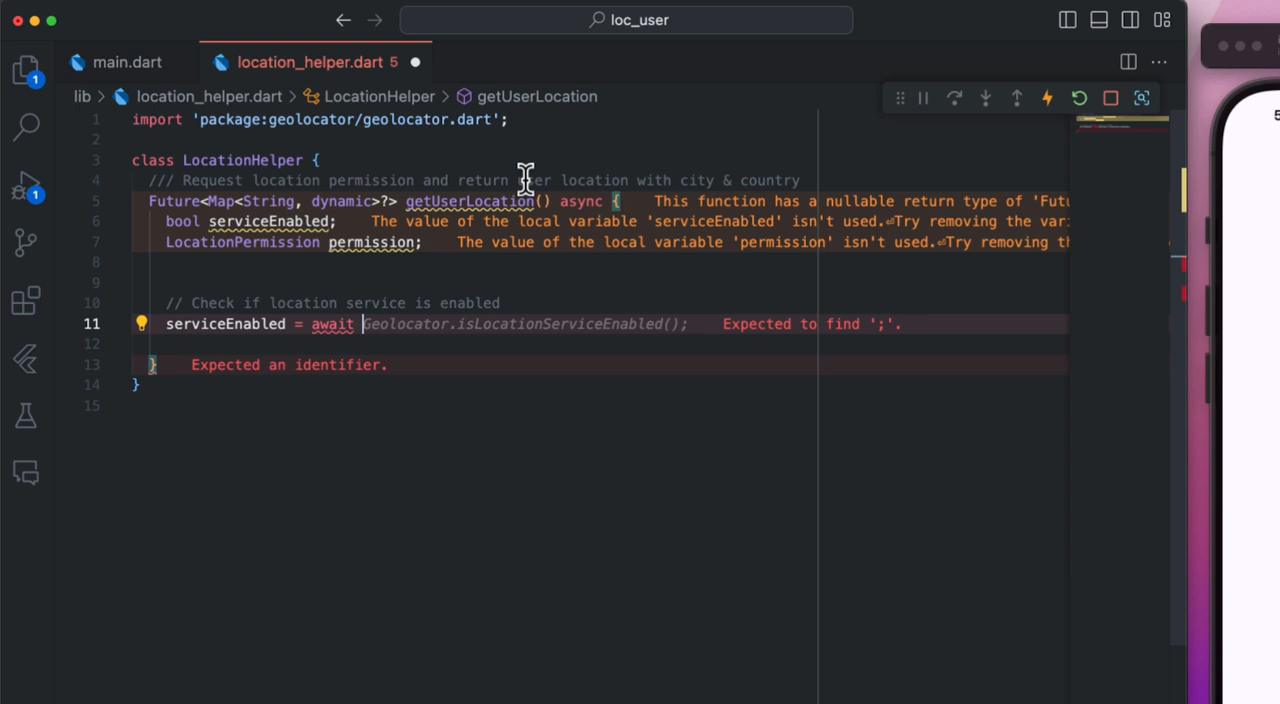 loc_user
main.dart
location_helper.dart 5
lib > location_helper.dart > LocationHelper > getUserLocation
1
1
1 import 'package:geolocator/geolocator.dart';
2
3 class LocationHelper {
4 /// Request location permission and return user location with city & country
5 Future<Map<String, dynamic>?> getUserLocation() async { This function has a nullable return type of 'Futu
6 bool serviceEnabled; The value of the local variable 'serviceEnabled' isn't used.⏎Try removing the vari
7 LocationPermission permission; The value of the local variable 'permission' isn't used.⏎Try removing th
8
9
10 // Check if location service is enabled
11 serviceEnabled = await Geolocator.isLocationServiceEnabled(); Expected to find ';'.
12
13 } Expected an identifier.
14 }
15
5